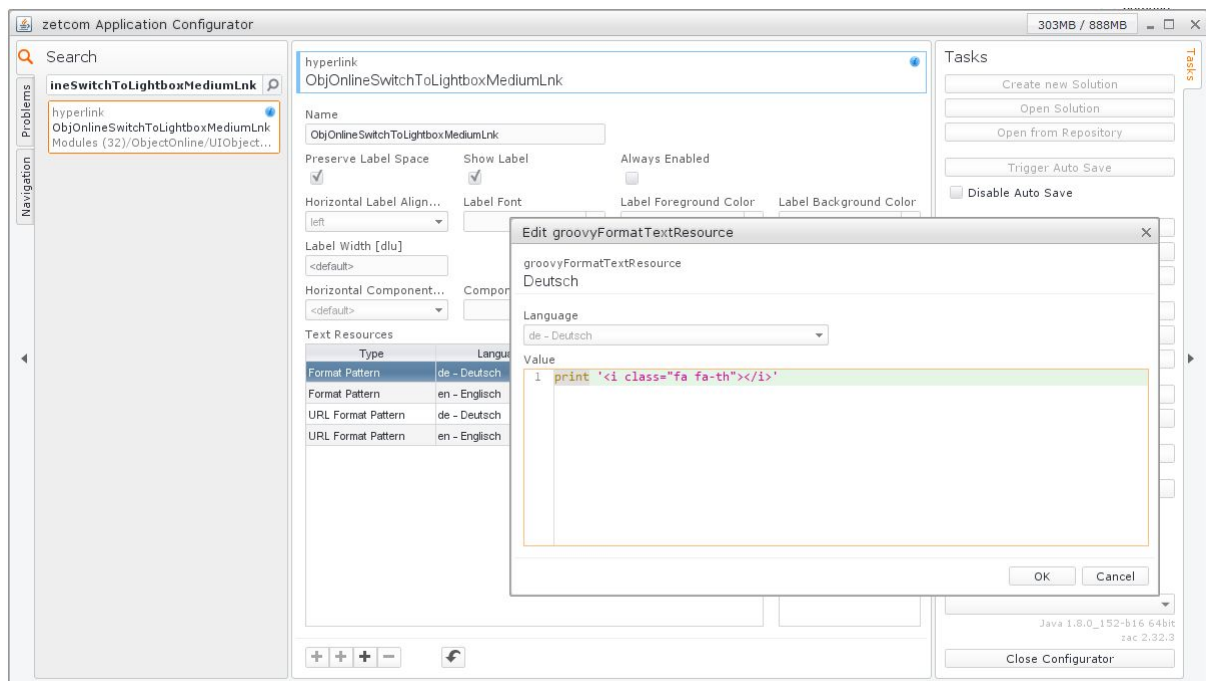 zetcom Application Configurator
303MB / 888MB
Search
ineSwitchToLightboxMediumLnk
hyperlink
ObjOnlineSwitchToLightboxMediumLnk
Modules (32)/ObjectOnline/UIObject...
Problems
Navigation
hyperlink
ObjOnlineSwitchToLightboxMediumLnk
Name
ObjOnlineSwitchToLightboxMediumLnk
Preserve Label Space Show Label Always Enabled
Horizontal Label Align... Label Font Label Foreground Color Label Background Color
left
Label Width [dlu]
<default>
Horizontal Component... Compor
<default>
Text Resources
Type Langua
Format Pattern de - Deutsch
Format Pattern en - Englisch
URL Format Pattern de - Deutsch
URL Format Pattern en - Englisch
Edit groovyFormatTextResource
groovyFormatTextResource
Deutsch
Language
de - Deutsch
Value
1 print '<i class="fa fa-th"></i>'
OK Cancel
Tasks
Tasks
Create new Solution
Open Solution
Open from Repository
Trigger Auto Save
Disable Auto Save
Java 1.8.0_152-b16 64bit
zac 2.32.3
Close Configurator